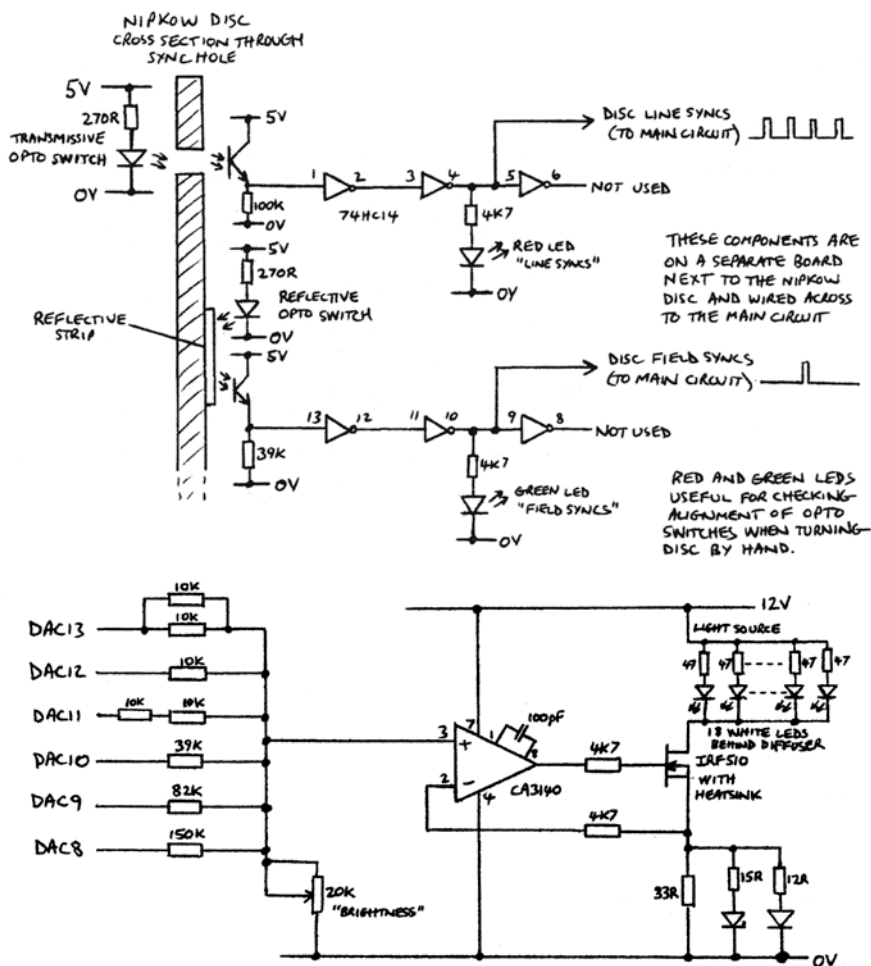 NIPKOW DISC
CROSS SECTION THROUGH
SYNC HOLE
5V
270R
TRANSMISSIVE
OPTO SWITCH
0V
5V
1
2
3
4
5
6
100K
0V
74HC14
4K7
RED LED
"LINE SYNCS"
0V
NOT USED
DISC LINE SYNCS
(TO MAIN CIRCUIT)
5V
270R
REFLECTIVE
OPTO SWITCH
0V
THESE COMPONENTS ARE
ON A SEPARATE BOARD
NEXT TO THE NIPKOW
DISC AND WIRED ACROSS
TO THE MAIN CIRCUIT
REFLECTIVE
STRIP
5V
DISC FIELD SYNCS
(TO MAIN CIRCUIT)
13
12
11
10
9
8
NOT USED
39K
0V
4K7
GREEN LED
"FIELD SYNCS"
0V
RED AND GREEN LEDS
USEFUL FOR CHECKING
ALIGNMENT OF OPTO
SWITCHES WHEN TURNING
DISC BY HAND.
10K
DAC13
10K
DAC12
10K
DAC11
10K
10K
DAC10
39K
DAC9
82K
DAC8
150K
20K
"BRIGHTNESS"
12V
LIGHT SOURCE
47
47
47
47
18 WHITE LEDS
BEHIND DIFFUSER
7
1
100pF
8
3
+
2
-
4
CA3140
4K7
IRF510
WITH
HEATSINK
4K7
33R
15R
12R
0V